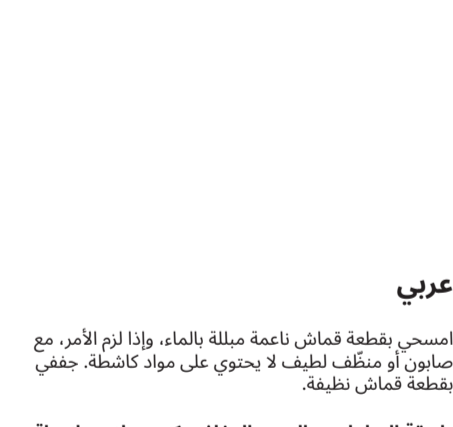 عربي
امسحي بقطعة قماش ناعمة مبللة بالماء، وإذا لزم الأمر، مع
صابون أو منظّف لطيف لا يحتوي على مواد كاشطة. جففي
بقطعة قماش نظيفة.